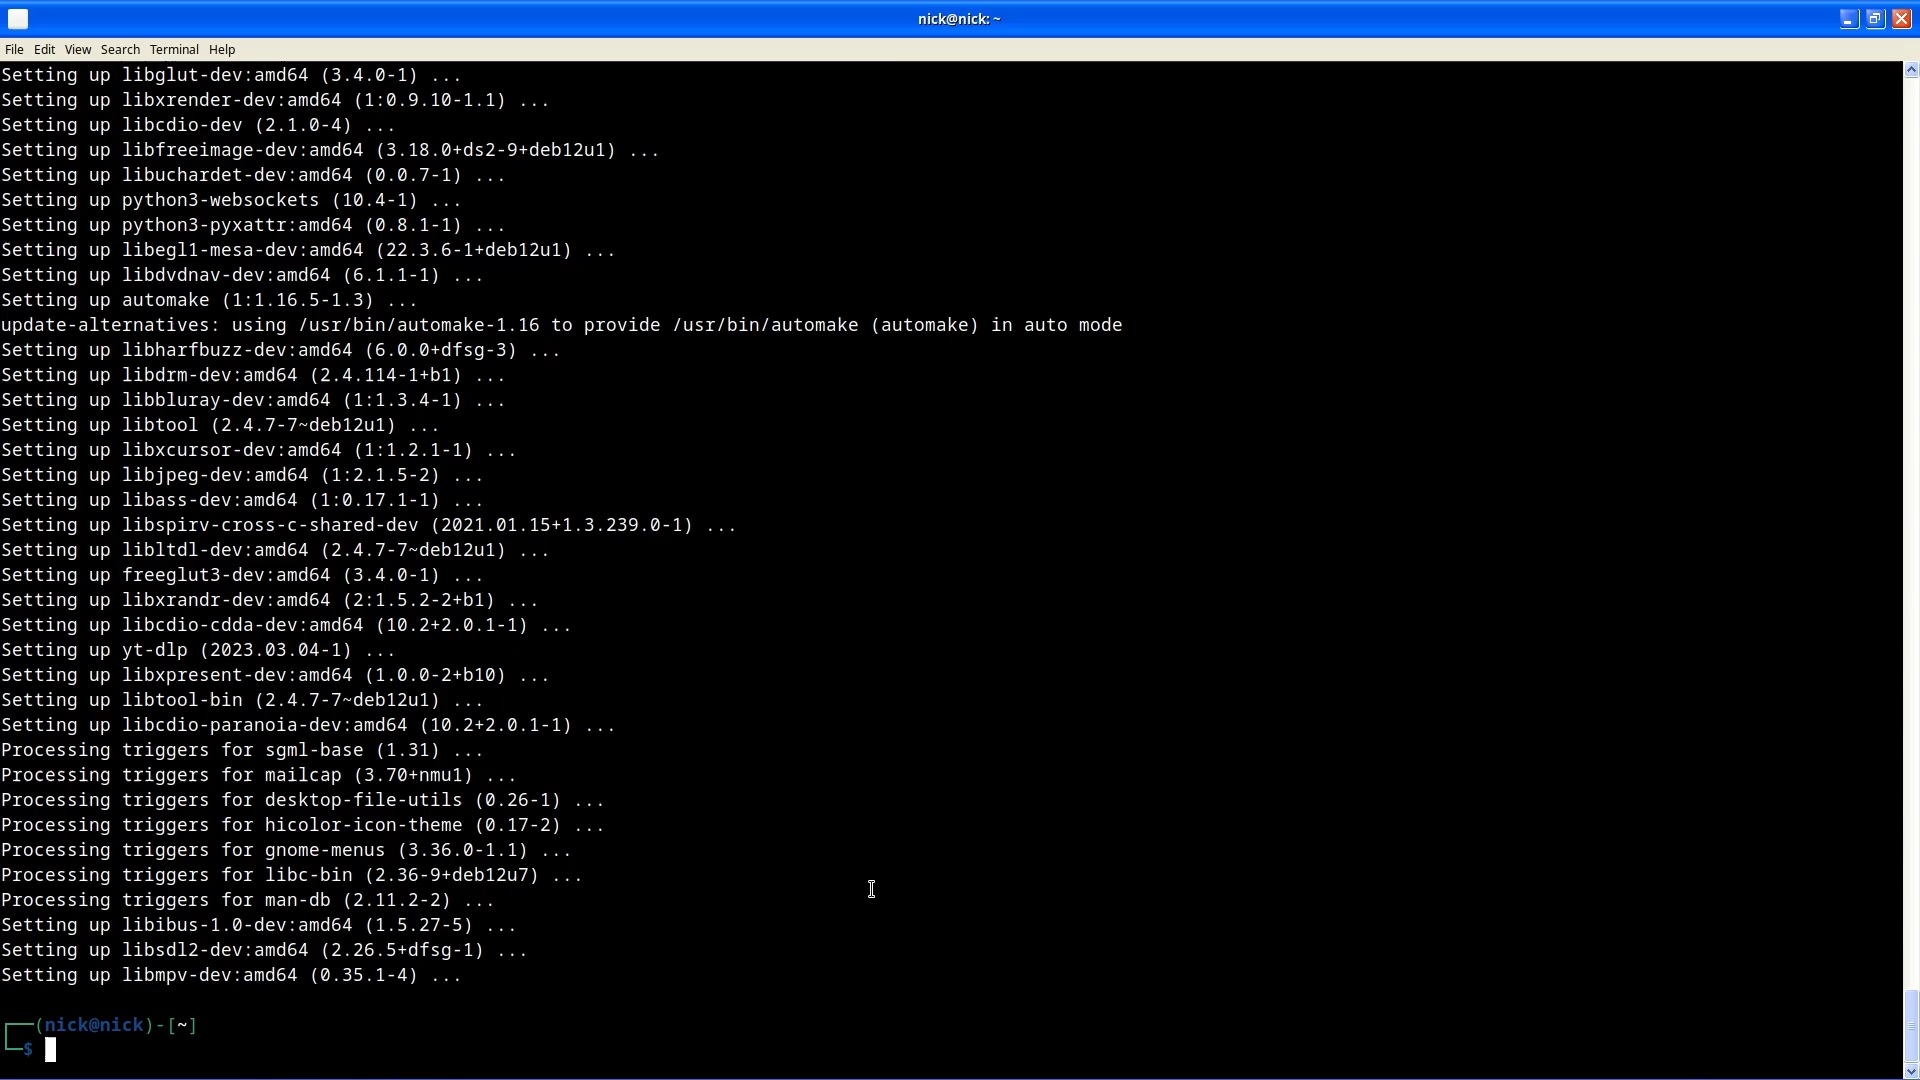 nick@nick: ~
File Edit View Search Terminal Help
Setting up libglut-dev:amd64 (3.4.0-1) ...
Setting up libxrender-dev:amd64 (1:0.9.10-1.1) ...
Setting up libcdio-dev (2.1.0-4) ...
Setting up libfreeimage-dev:amd64 (3.18.0+ds2-9+deb12u1) ...
Setting up libuchardet-dev:amd64 (0.0.7-1) ...
Setting up python3-websockets (10.4-1) ...
Setting up python3-pyxattr:amd64 (0.8.1-1) ...
Setting up libegl1-mesa-dev:amd64 (22.3.6-1+deb12u1) ...
Setting up libdvdnav-dev:amd64 (6.1.1-1) ...
Setting up automake (1:1.16.5-1.3) ...
update-alternatives: using /usr/bin/automake-1.16 to provide /usr/bin/automake (automake) in auto mode
Setting up libharfbuzz-dev:amd64 (6.0.0+dfsg-3) ...
Setting up libdrm-dev:amd64 (2.4.114-1+b1) ...
Setting up libbluray-dev:amd64 (1:1.3.4-1) ...
Setting up libtool (2.4.7-7~deb12u1) ...
Setting up libxcursor-dev:amd64 (1:1.2.1-1) ...
Setting up libjpeg-dev:amd64 (1:2.1.5-2) ...
Setting up libass-dev:amd64 (1:0.17.1-1) ...
Setting up libspirv-cross-c-shared-dev (2021.01.15+1.3.239.0-1) ...
Setting up libltdl-dev:amd64 (2.4.7-7~deb12u1) ...
Setting up freeglut3-dev:amd64 (3.4.0-1) ...
Setting up libxrandr-dev:amd64 (2:1.5.2-2+b1) ...
Setting up libcdio-cdda-dev:amd64 (10.2+2.0.1-1) ...
Setting up yt-dlp (2023.03.04-1) ...
Setting up libxpresent-dev:amd64 (1.0.0-2+b10) ...
Setting up libtool-bin (2.4.7-7~deb12u1) ...
Setting up libcdio-paranoia-dev:amd64 (10.2+2.0.1-1) ...
Processing triggers for sgml-base (1.31) ...
Processing triggers for mailcap (3.70+nmu1) ...
Processing triggers for desktop-file-utils (0.26-1) ...
Processing triggers for hicolor-icon-theme (0.17-2) ...
Processing triggers for gnome-menus (3.36.0-1.1) ...
Processing triggers for libc-bin (2.36-9+deb12u7) ...
Processing triggers for man-db (2.11.2-2) ...
Setting up libibus-1.0-dev:amd64 (1.5.27-5) ...
Setting up libsdl2-dev:amd64 (2.26.5+dfsg-1) ...
Setting up libmpv-dev:amd64 (0.35.1-4) ...
┌──(nick@nick)-[~]
└─$